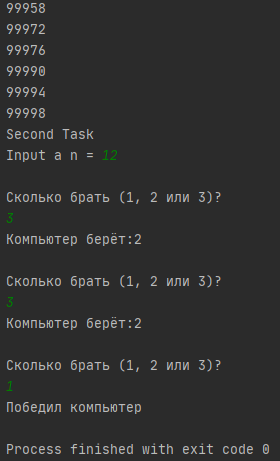 99958
99972
99976
99990
99994
99998
Second Task
Input a n = 12
Сколько брать (1, 2 или 3)?
3
Компьютер берёт:2
Сколько брать (1, 2 или 3)?
3
Компьютер берёт:2
Сколько брать (1, 2 или 3)?
1
Победил компьютер
Process finished with exit code 0